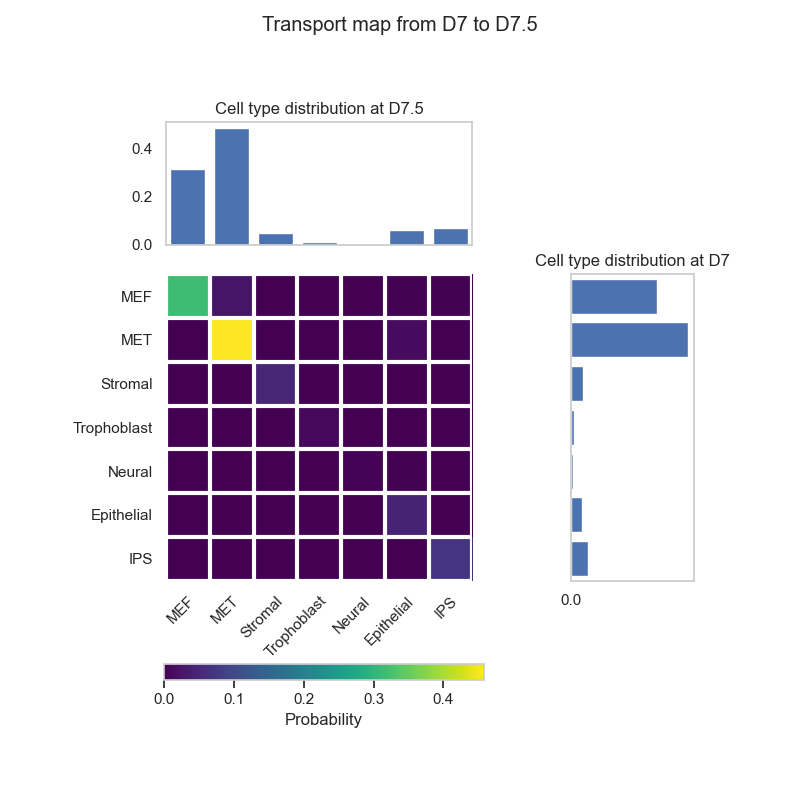 Transport map from D7 to D7.5
Cell type distribution at D7.5
0.4
0.2
0.0
Cell type distribution at D7
MEF
MET
Stromal
Trophoblast
Neural
Epithelial
IPS
0.0
MEF
MET
Stromal
Trophoblast
Neural
Epithelial
IPS
0.0 0.1 0.2 0.3 0.4
Probability